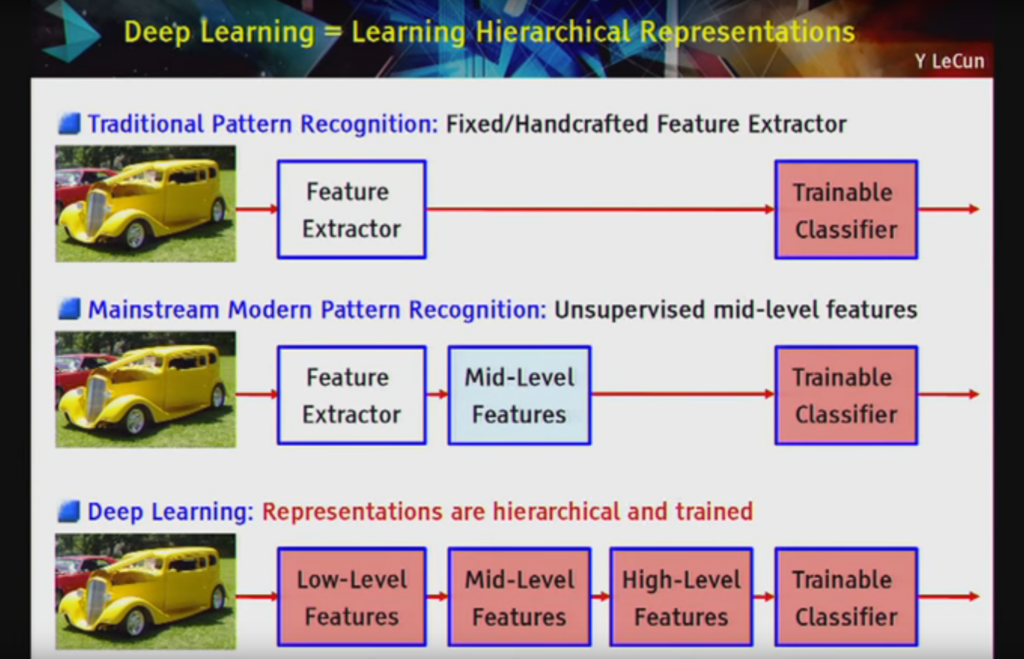 Deep Learning = Learning Hierarchical Representations
Y LeCun
Traditional Pattern Recognition: Fixed/Handcrafted Feature Extractor
Feature
Extractor
Trainable
Classifier
Mainstream Modern Pattern Recognition: Unsupervised mid-level features
Feature
Extractor
Mid-Level
Features
Trainable
Classifier
Deep Learning: Representations are hierarchical and trained
Low-Level
Features
Mid-Level
Features
High-Level
Features
Trainable
Classifier